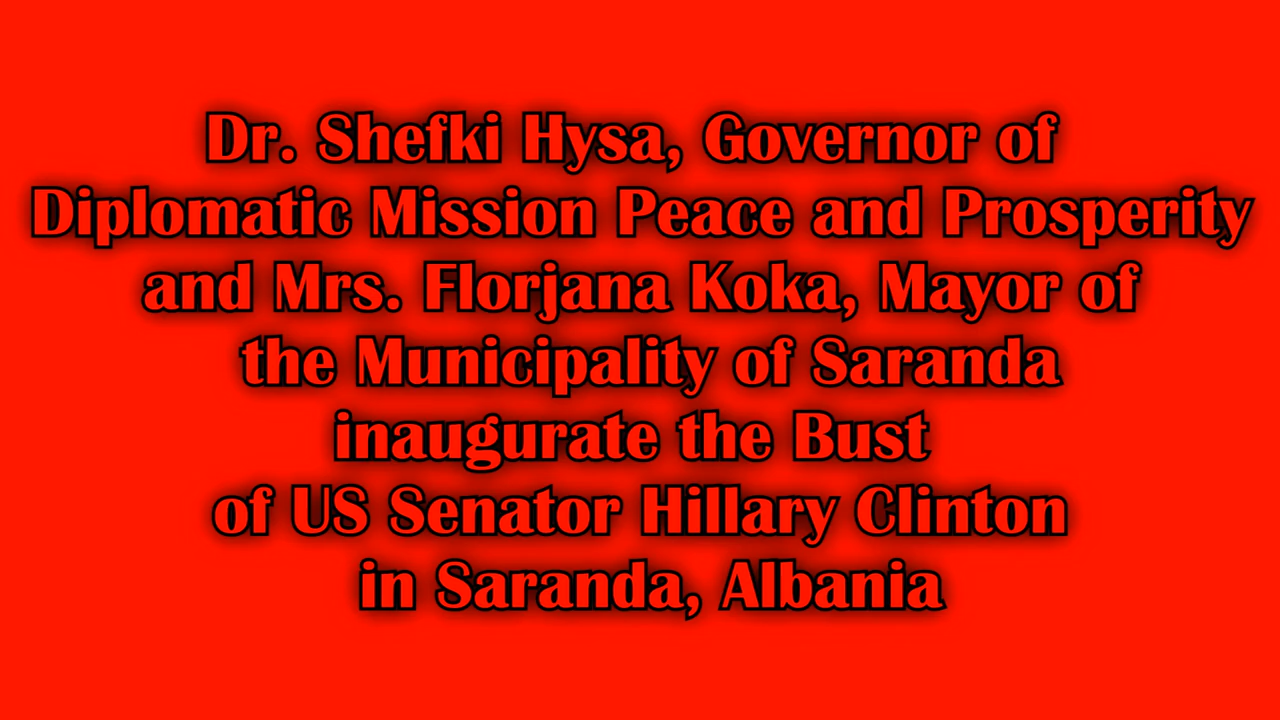 Dr. Shefki Hysa, Governor of
Diplomatic Mission Peace and Prosperity
and Mrs. Florjana Koka, Mayor of
the Municipality of Saranda
inaugurate the Bust
of US Senator Hillary Clinton
in Saranda, Albania